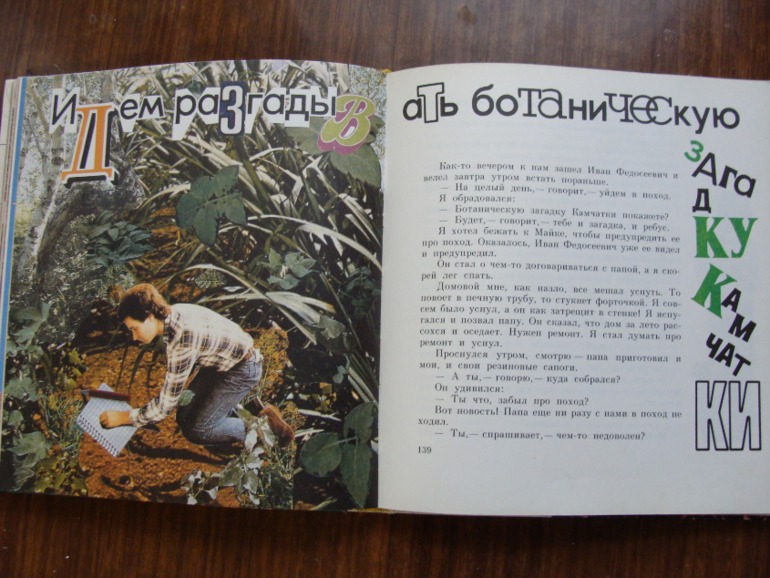 Идем разгадывать ботаническую
зага
д
ку
кам
чат
ки
Как-то вечером к нам зашел Иван Федосеевич и
велел завтра утром встать пораньше.
— На целый день,— говорит,— уйдем в поход.
Я обрадовался:
— Ботаническую загадку Камчатки покажете?
— Будет,— говорит,— тебе и загадка, и ребус.
Я хотел бежать к Майке, чтобы предупредить ее
про поход. Оказалось, Иван Федосеевич уже ее видел
и предупредил.
Он стал о чем-то договариваться с папой, а я ско-
рей лег спать.
Домовой мне, как назло, все мешал уснуть. То
повоет в печную трубу, то стукнет форточкой. Я сов-
сем было уснул, а он как затрещит в стенке! Я испу-
гался и позвал папу. Он сказал, что дом за лето рас-
сохся и оседает. Нужен ремонт. Я стал думать про
ремонт и уснул.
Проснулся утром, смотрю — папа приготовил и
мои, и свои резиновые сапоги.
— А ты,— говорю,— куда собрался?
Он удивился:
— Ты что, забыл про поход?
Вот новость! Папа еще ни разу с нами в поход не
ходил.
— Ты,— спрашивает,— чем-то недоволен?
139